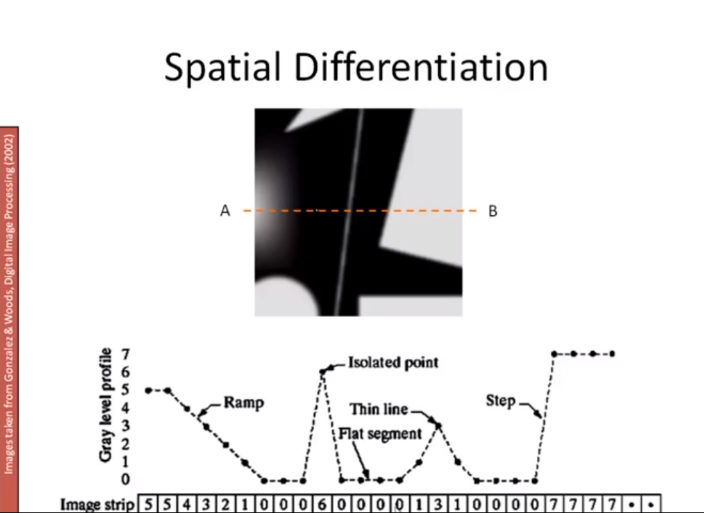 Spatial Differentiation
Images taken from Gonzalez & Woods, Digital Image Processing (2002)
A
B
Gray level profile
7
6
5
4
3
2
1
0
Ramp
Isolated point
Thin line
Flat segment
Step
Image strip 5 5 4 3 2 1 0 0 0 6 0 0 0 0 1 3 1 0 0 0 0 7 7 7 7 • •